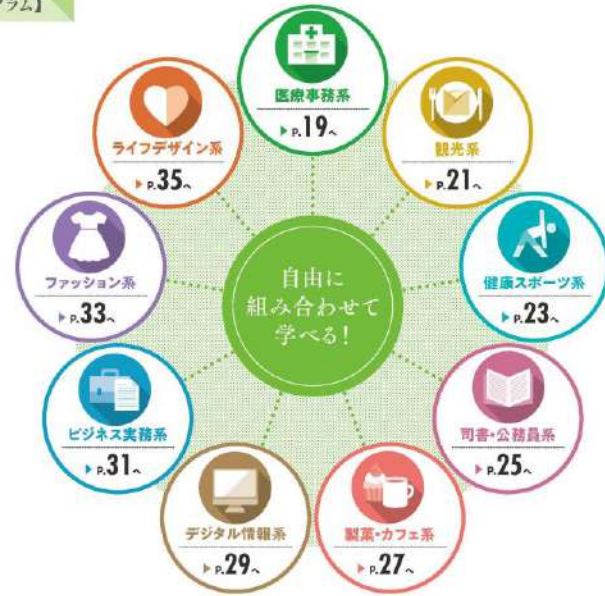 ラム】
医療事務系
▶P.19へ
観光系
▶P.21へ
健康スポーツ系
▶P.23へ
司書・公務員系
▶P.25へ
製菓・カフェ系
▶P.27へ
デジタル情報系
▶P.29へ
ビジネス実務系
▶P.31へ
ファッション系
▶P.33へ
ライフデザイン系
▶P.35へ
自由に
組み合わせて
学べる!